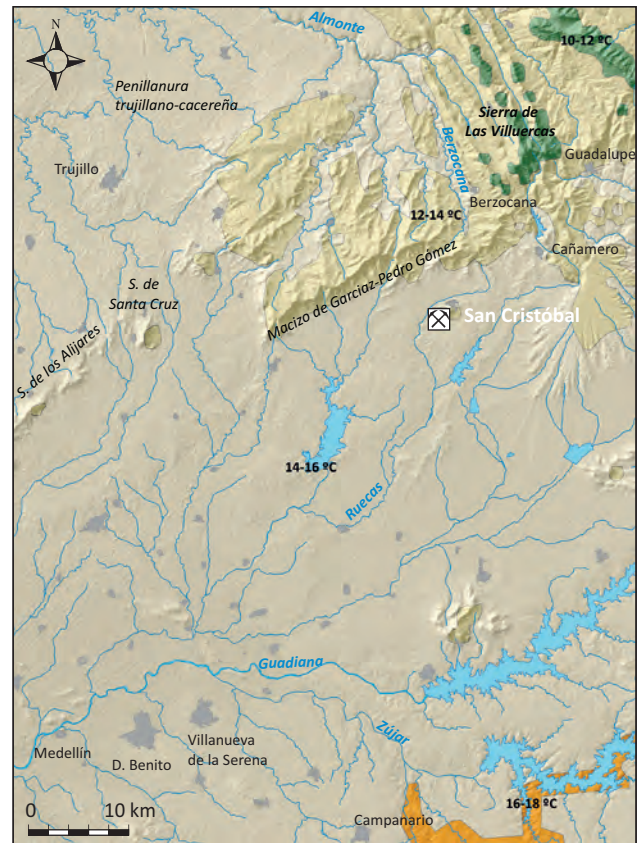 N
Almonte
10-12 ºC
Penillanura
trujillano-cacereña
Sierra de
Las Villuercas
Berzocana
Guadalupe
Trujillo
Berzocana
12-14 ºC
Cañamero
Macizo de Garciaz-Pedro Gómez
S. de
Santa Cruz
San Cristóbal
S. de los Alijares
14-16 ºC
Ruecas
Guadiana
Zújar
Medellín
D. Benito
Villanueva
de la Serena
16-18 ºC
Campanario
0 10 km